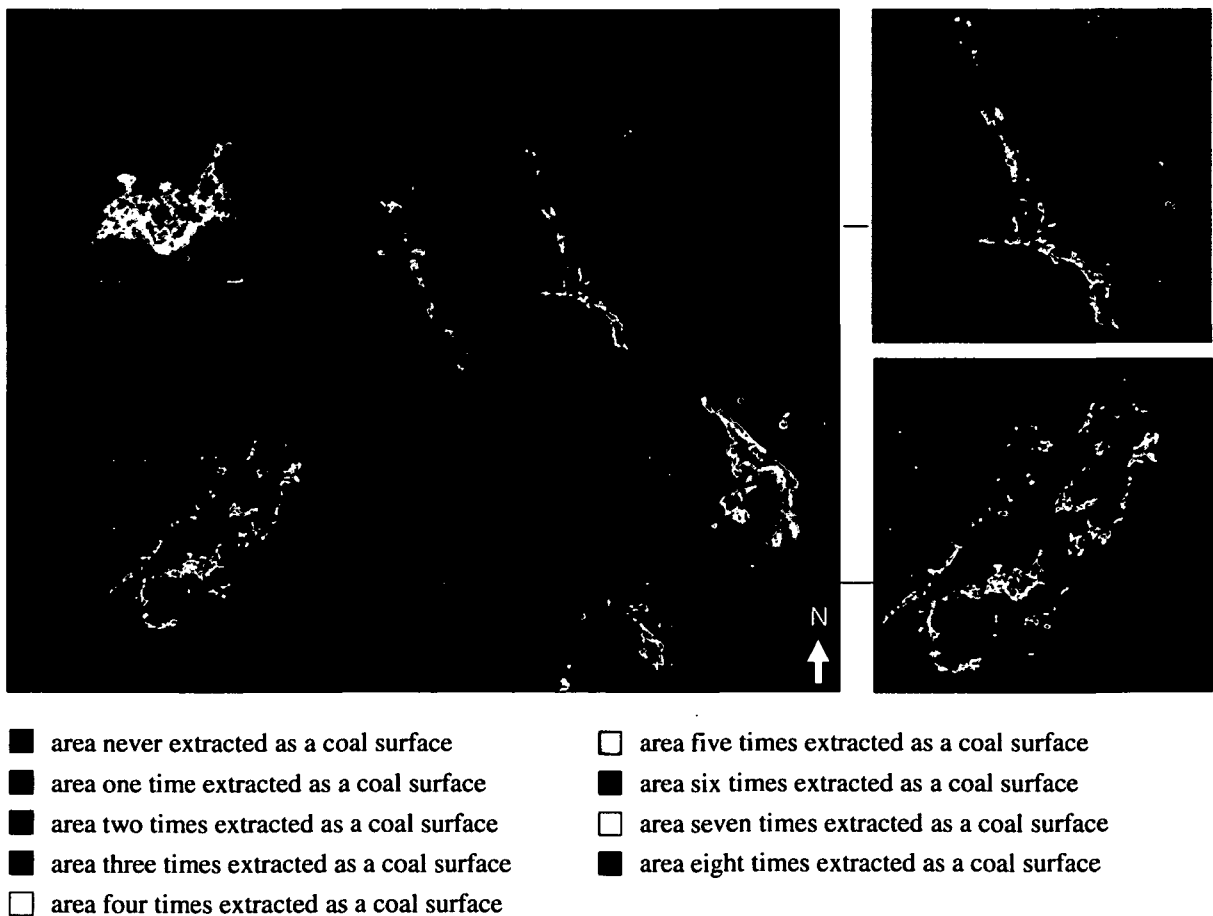 N
area never extracted as a coal surface
area one time extracted as a coal surface
area two times extracted as a coal surface
area three times extracted as a coal surface
area four times extracted as a coal surface
area five times extracted as a coal surface
area six times extracted as a coal surface
area seven times extracted as a coal surface
area eight times extracted as a coal surface